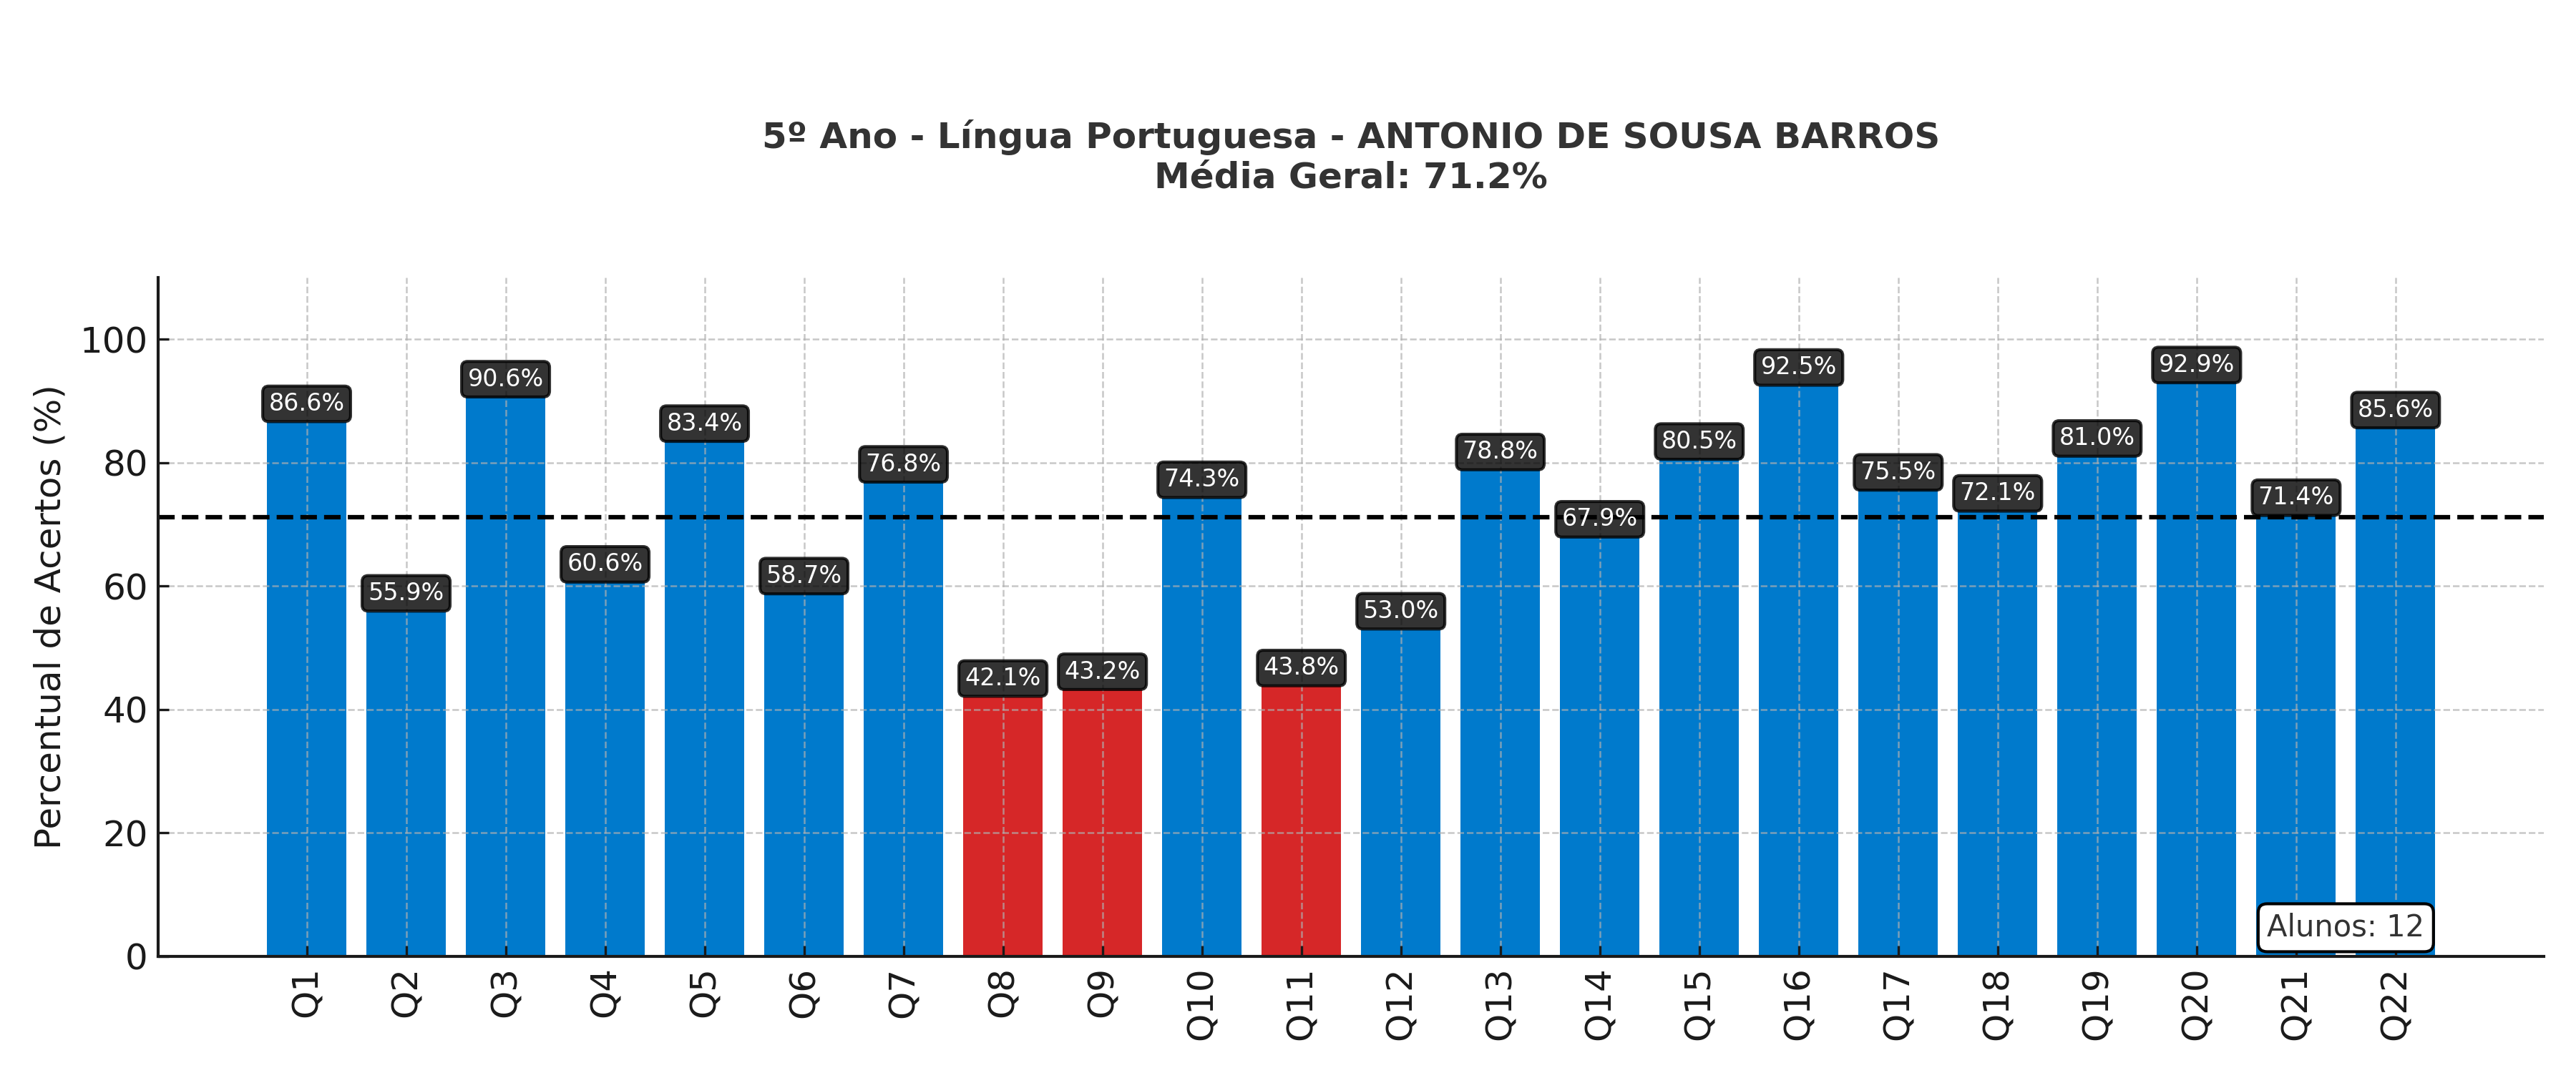 5º Ano - Língua Portuguesa - ANTONIO DE SOUSA BARROS
Média Geral: 71.2%
Percentual de Acertos (%)
100
80
60
40
20
0
86.6%
55.9%
90.6%
60.6%
83.4%
58.7%
76.8%
42.1%
43.2%
74.3%
43.8%
53.0%
78.8%
67.9%
80.5%
92.5%
75.5%
72.1%
81.0%
92.9%
71.4%
85.6%
Alunos: 12
Q1
Q2
Q3
Q4
Q5
Q6
Q7
Q8
Q9
Q10
Q11
Q12
Q13
Q14
Q15
Q16
Q17
Q18
Q19
Q20
Q21
Q22